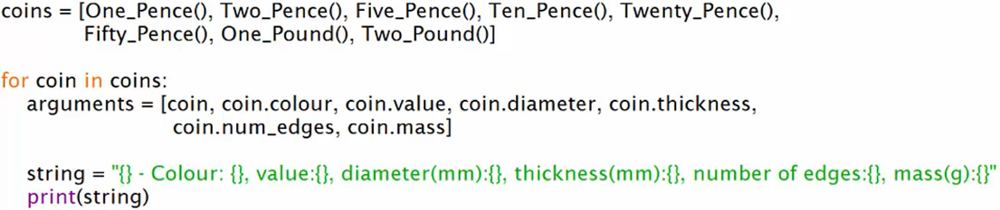 coins = [One_Pence(), Two_Pence(), Five_Pence(), Ten_Pence(), Twenty_Pence(),
Fifty_Pence(), One_Pound(), Two_Pound()]
for coin in coins:
arguments = [coin, coin.colour, coin.value, coin.diameter, coin.thickness,
coin.num_edges, coin.mass]
string = "{} - Colour: {}, value:{}, diameter(mm):{}, thickness(mm):{}, number of edges:{}, mass(g):{}"
print(string)